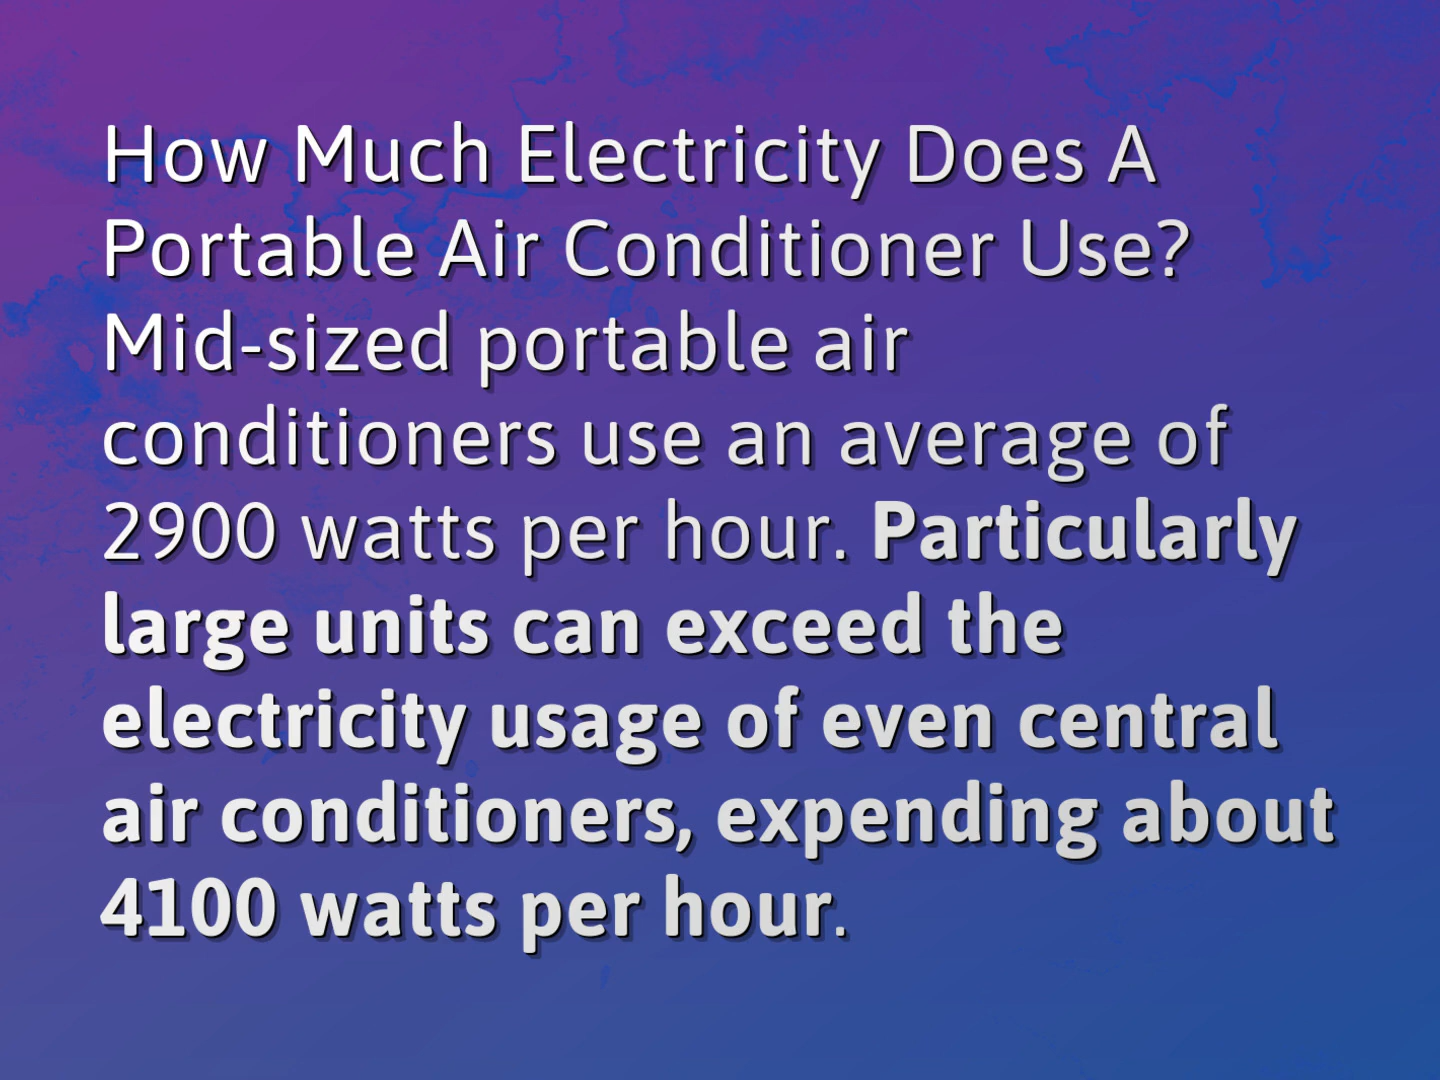 How Much Electricity Does A
Portable Air Conditioner Use?
Mid-sized portable air
conditioners use an average of
2900 watts per hour. Particularly
large units can exceed the
electricity usage of even central
air conditioners, expending about
4100 watts per hour.